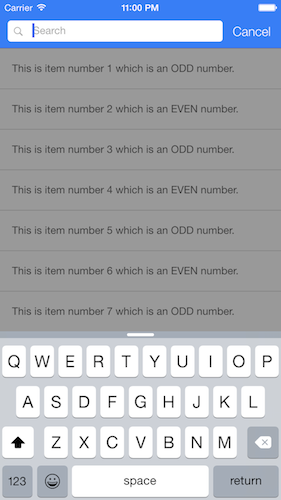 Carrier 11:00 PM
Search Cancel
This is item number 1 which is an ODD number.
This is item number 2 which is an EVEN number.
This is item number 3 which is an ODD number.
This is item number 4 which is an EVEN number.
This is item number 5 which is an ODD number.
This is item number 6 which is an EVEN number.
This is item number 7 which is an ODD number.
Q W E R T Y U I O P
A S D F G H J K L
Z X C V B N M
123 space return